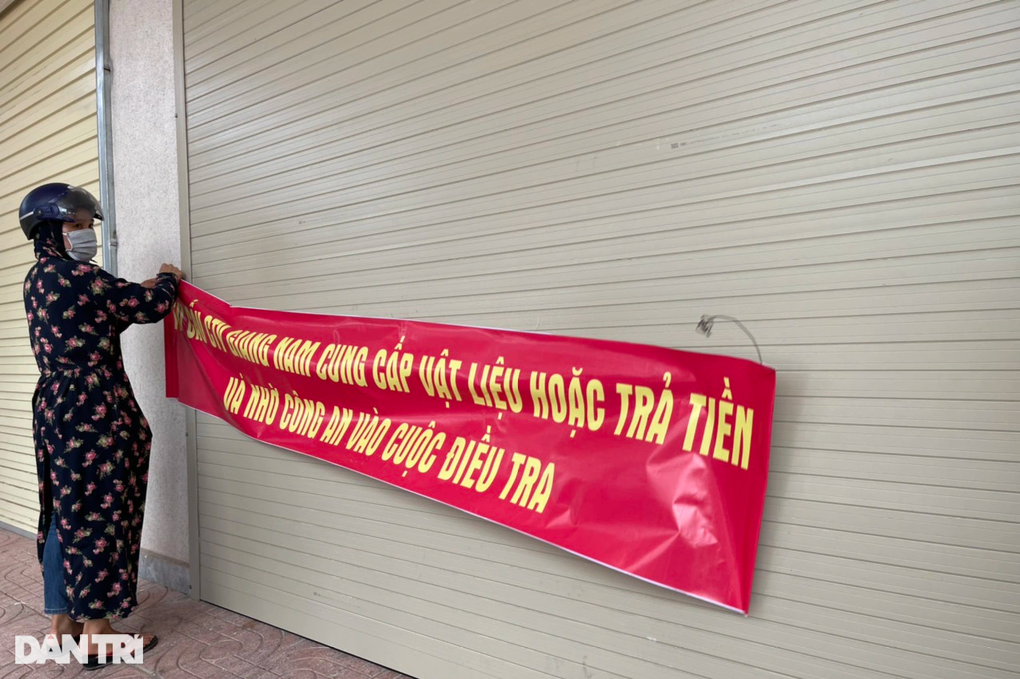 CTY GIANG NAM CUNG CẤP VẬT LIỆU HOẶC TRẢ TIỀN
VÀ NHỜ CÔNG AN VÀO CUỘC ĐIỀU TRA
DÂN TRÍ